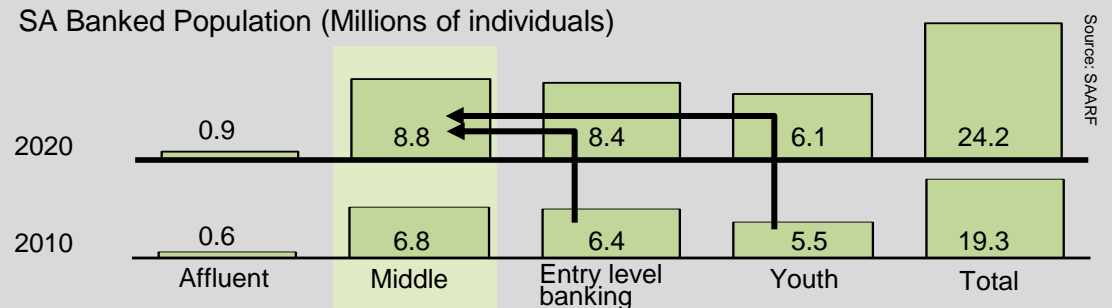 SA Banked Population (Millions of individuals)
Source: SAARF
2020
0.9
8.8
8.4
6.1
24.2
2010
0.6
6.8
6.4
5.5
19.3
Affluent
Middle
Entry level
banking
Youth
Total